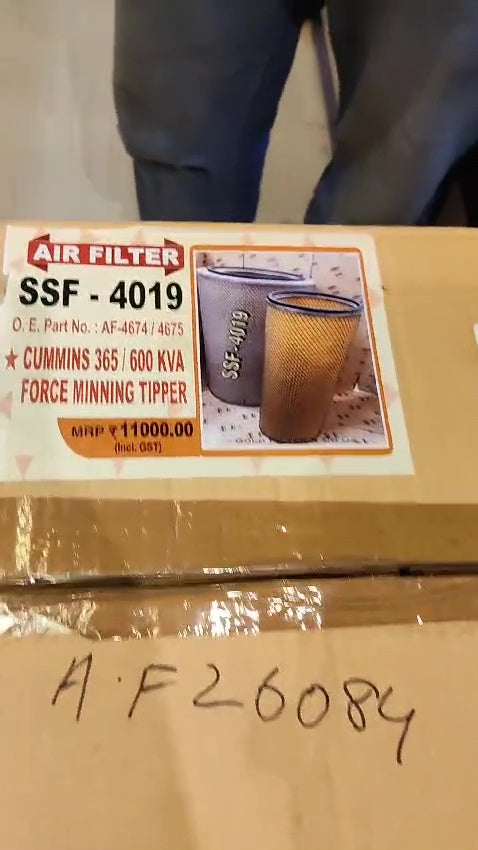 AIR FILTER
SSF - 4019
O. E. Part No. : AF-4674 / 4675
★ CUMMINS 365 / 600 KVA
FORCE MINNING TIPPER
MRP ₹ 11000.00
(Incl. GST)
SSF-4019
A.F26084